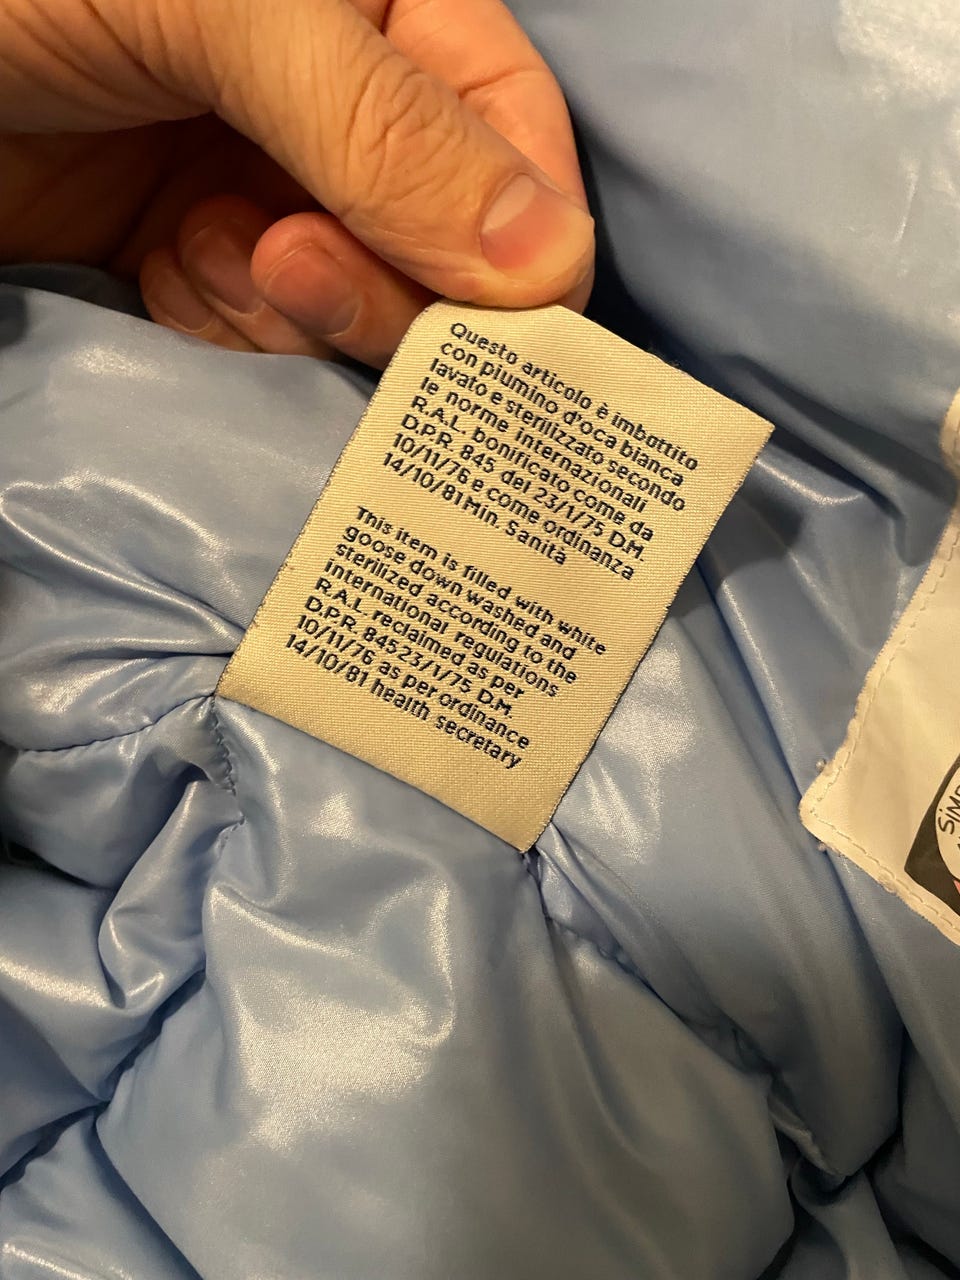 Questo articolo è imbottito
con piumino d'oca bianca
lavato e sterilizzato secondo
le norme internazionali
R.A.L. bonificato come da
D.P.R. 845 del 23/1/75 D.M.
10/11/76 e come ordinanza
14/10/81 Min. Sanità
This item is filled with white
goose down washed and
sterilized according to the
international regulations
R.A.L. reclaimed as per
D.P.R. 845 23/1/75 D.M.
10/11/76 as per ordinance
14/10/81 health secretary